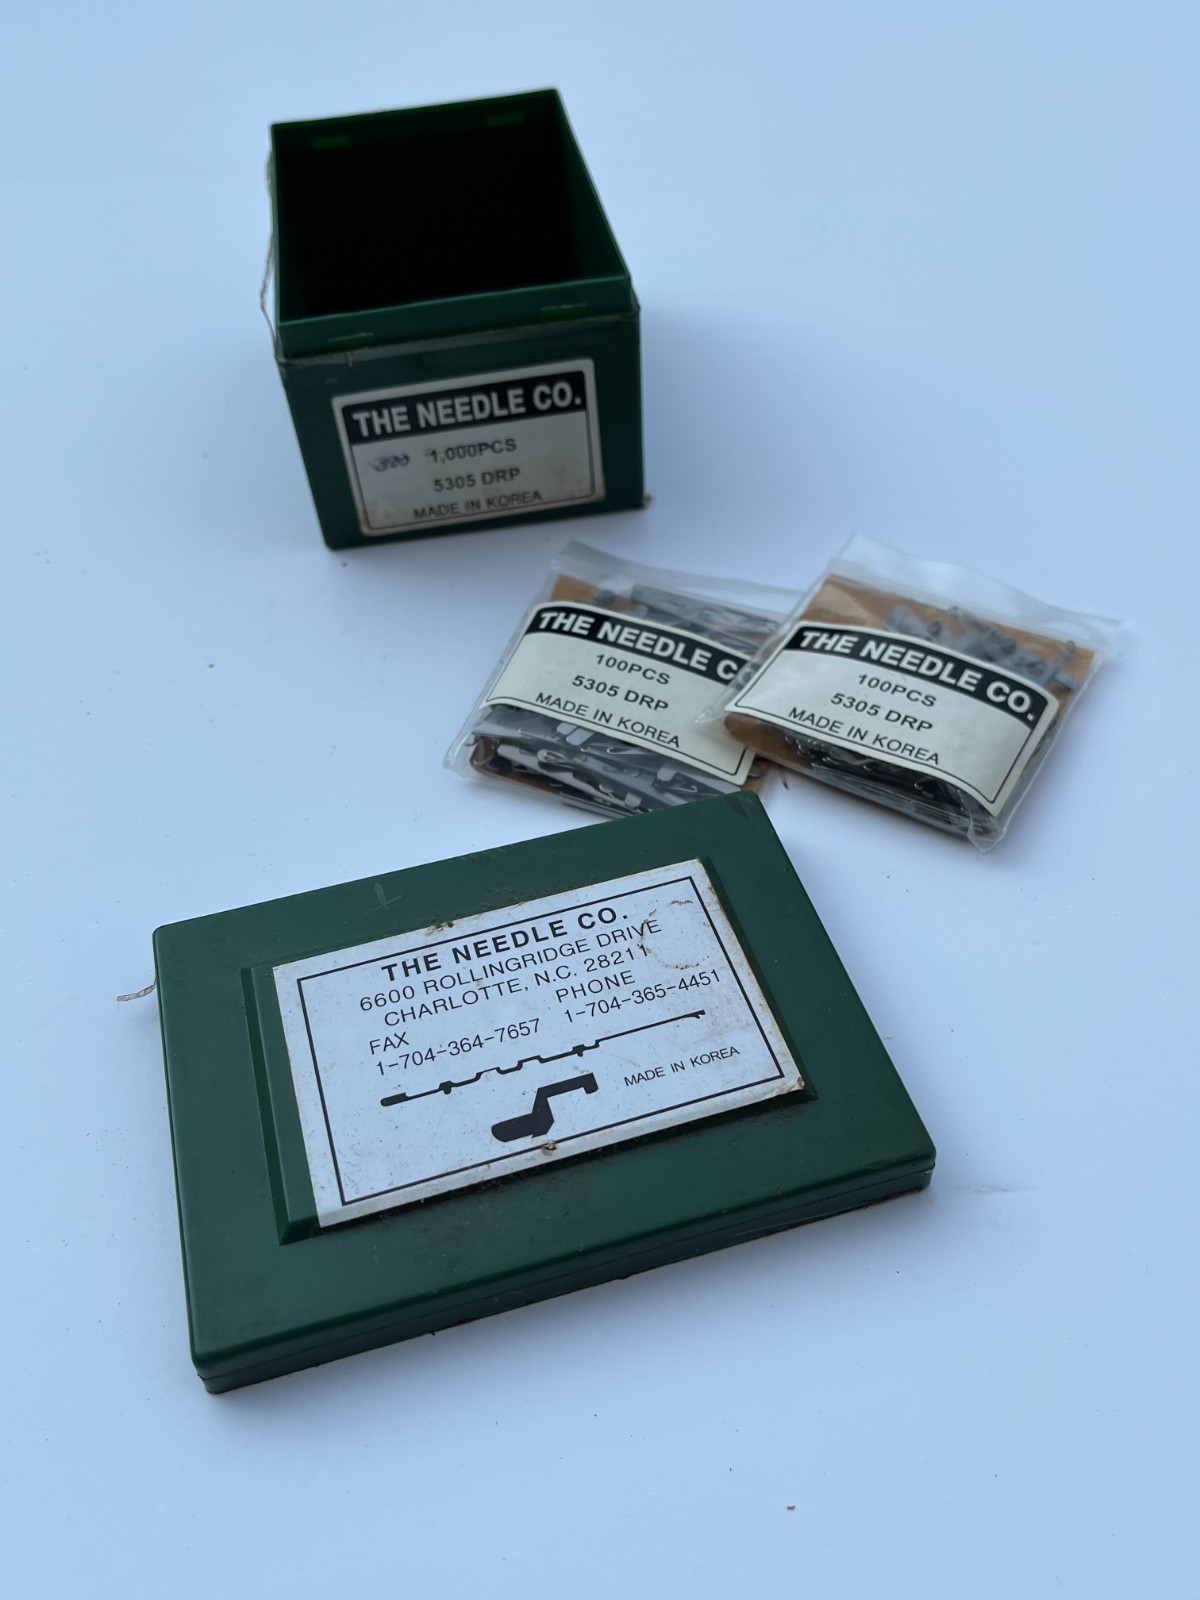 THE NEEDLE CO.
1,000PCS
5305 DRP
MADE IN KOREA
THE NEEDLE CO
100PCS
5305 DRP
MADE IN KOREA
THE NEEDLE CO.
100PCS
5305 DRP
MADE IN KOREA
THE NEEDLE CO.
6600 ROLLINGRIDGE DRIVE
CHARLOTTE, N.C. 28211
FAX PHONE
1-704-364-7657 1-704-365-4451
MADE IN KOREA